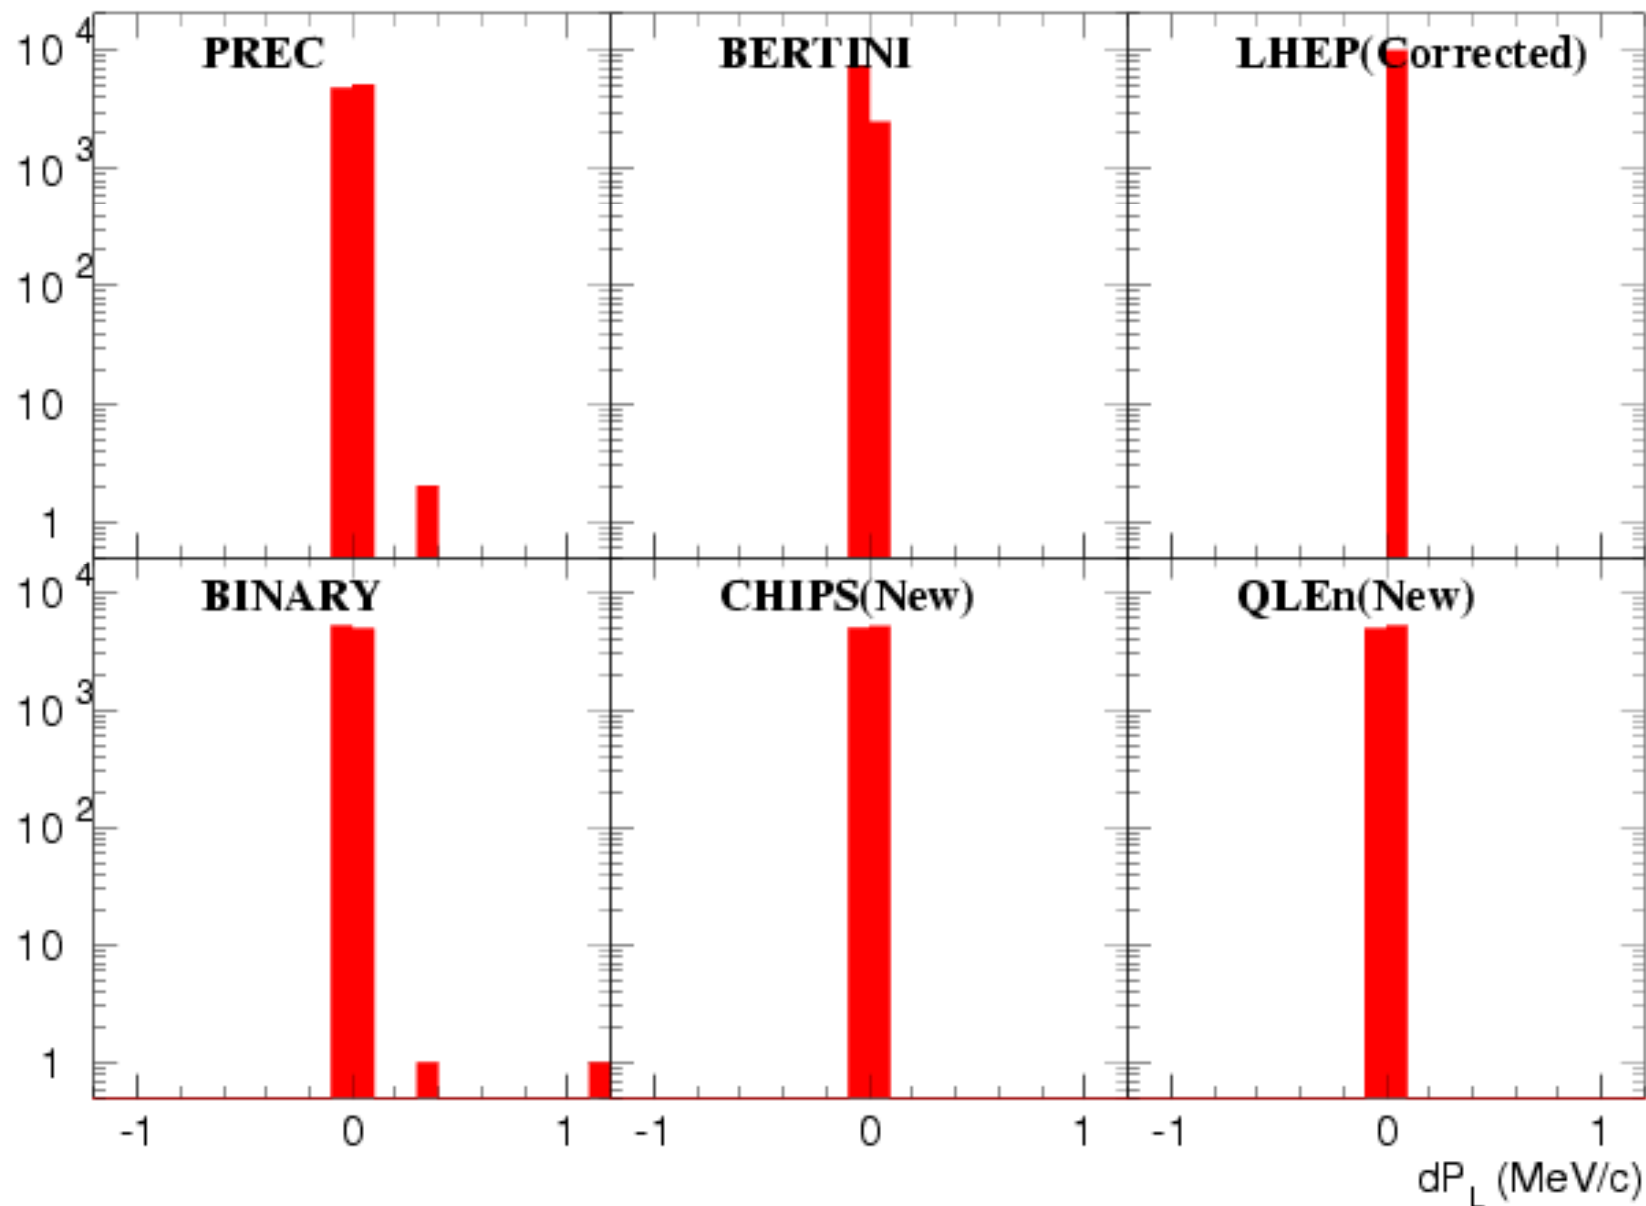 PREC
BERTINI
LHEP(Corrected)
10^4
10^3
10^2
10
1
BINARY
CHIPS(New)
QLEn(New)
10^4
10^3
10^2
10
1
-1 0 1 -1 0 1 -1 0 1
dP_L (MeV/c)